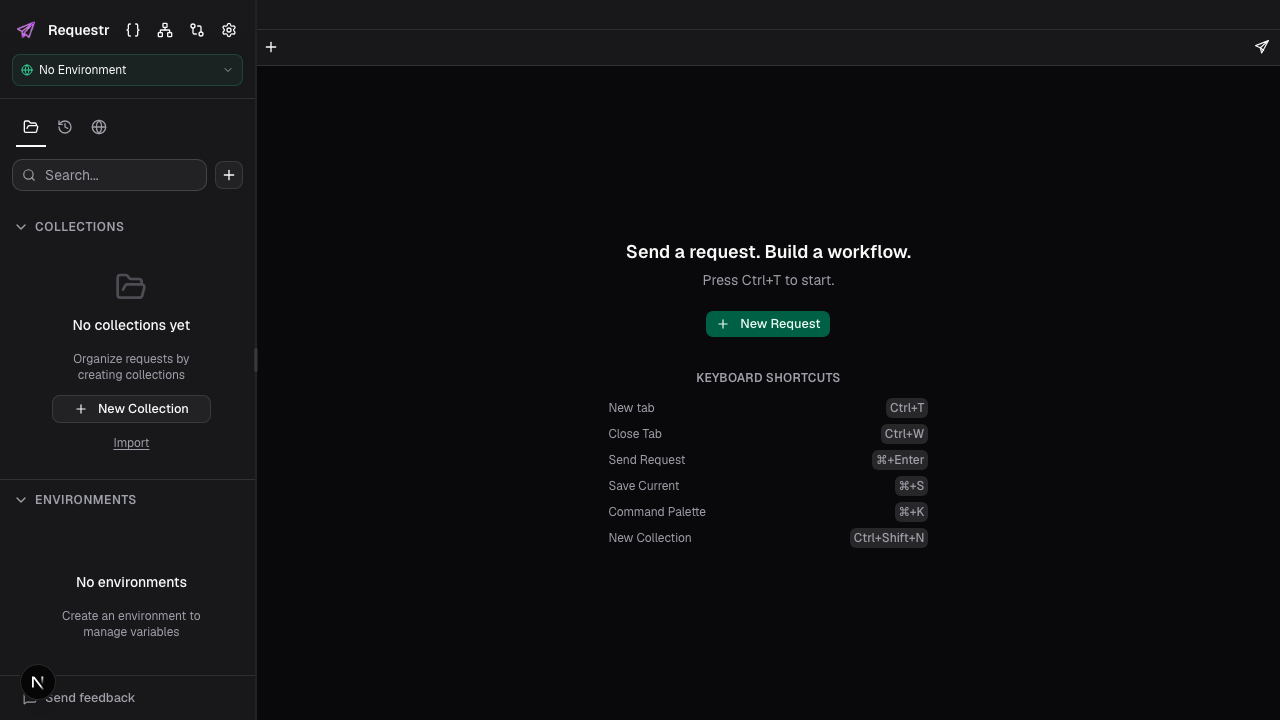 Requestr
No Environment
Search...
COLLECTIONS
No collections yet
Organize requests by
creating collections
New Collection
Import
ENVIRONMENTS
No environments
Create an environment to
manage variables
N
Send feedback
Send a request. Build a workflow.
Press Ctrl+T to start.
New Request
KEYBOARD SHORTCUTS
New tab Ctrl+T
Close Tab Ctrl+W
Send Request ⌘+Enter
Save Current ⌘+S
Command Palette ⌘+K
New Collection Ctrl+Shift+N